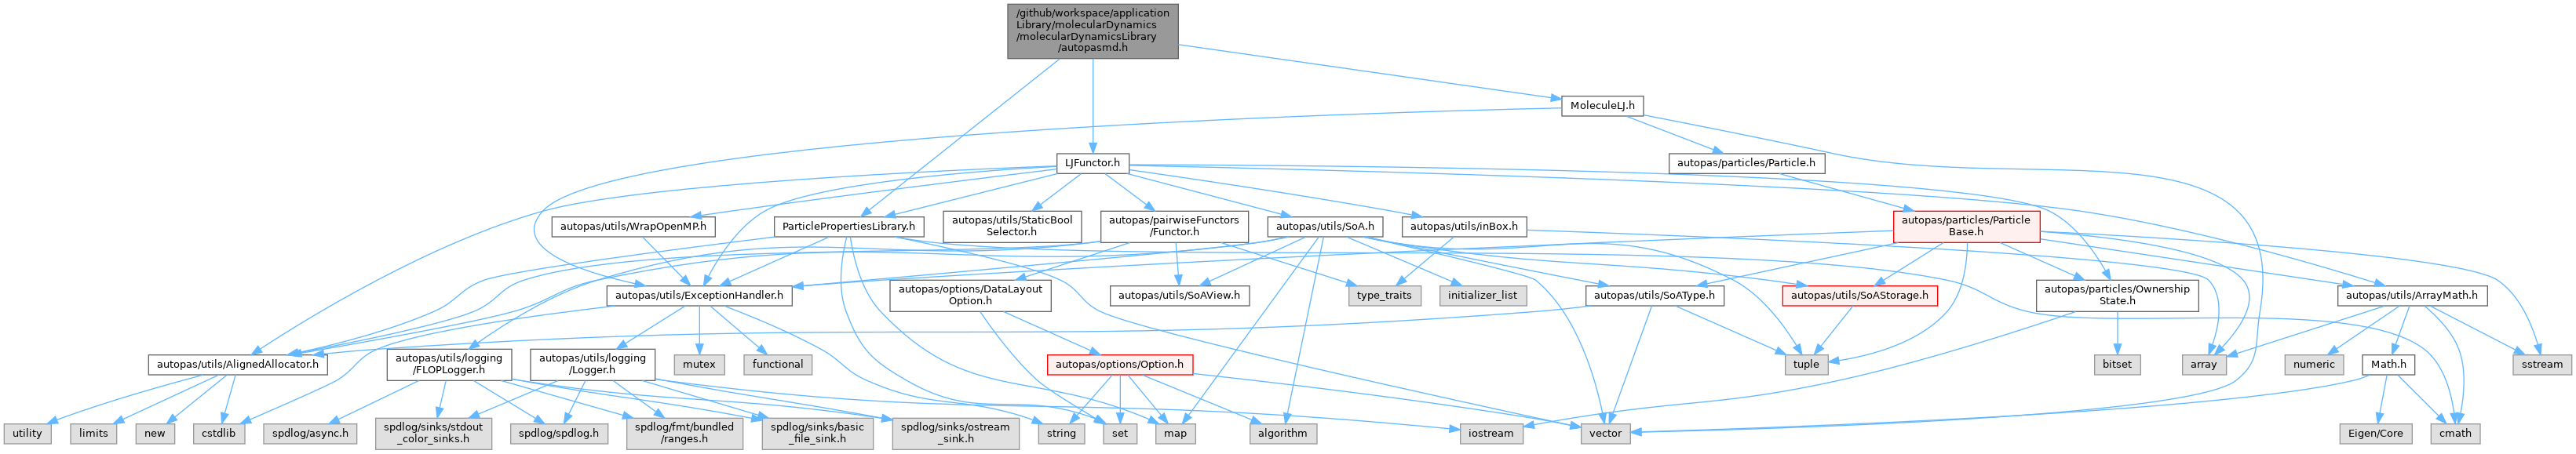 /github/workspace/application
Library/molecularDynamics
/molecularDynamicsLibrary
/autopasmd.h
MoleculeLJ.h
LJFunctor.h
autopas/particles/Particle.h
autopas/utils/WrapOpenMP.h
ParticlePropertiesLibrary.h
autopas/utils/StaticBool
Selector.h
autopas/pairwiseFunctors
/Functor.h
autopas/utils/SoA.h
autopas/utils/inBox.h
autopas/particles/Particle
Base.h
autopas/utils/ExceptionHandler.h
autopas/options/DataLayout
Option.h
autopas/utils/SoAView.h
type_traits
initializer_list
autopas/utils/SoAType.h
autopas/utils/SoAStorage.h
autopas/particles/Ownership
State.h
autopas/utils/ArrayMath.h
autopas/utils/AlignedAllocator.h
autopas/utils/logging
/FLOPLogger.h
autopas/utils/logging
/Logger.h
mutex
functional
autopas/options/Option.h
tuple
bitset
array
numeric
Math.h
sstream
utility
limits
new
cstdlib
spdlog/async.h
spdlog/sinks/stdout
_color_sinks.h
spdlog/spdlog.h
spdlog/fmt/bundled
/ranges.h
spdlog/sinks/basic
_file_sink.h
spdlog/sinks/ostream
_sink.h
string
set
map
algorithm
iostream
vector
Eigen/Core
cmath